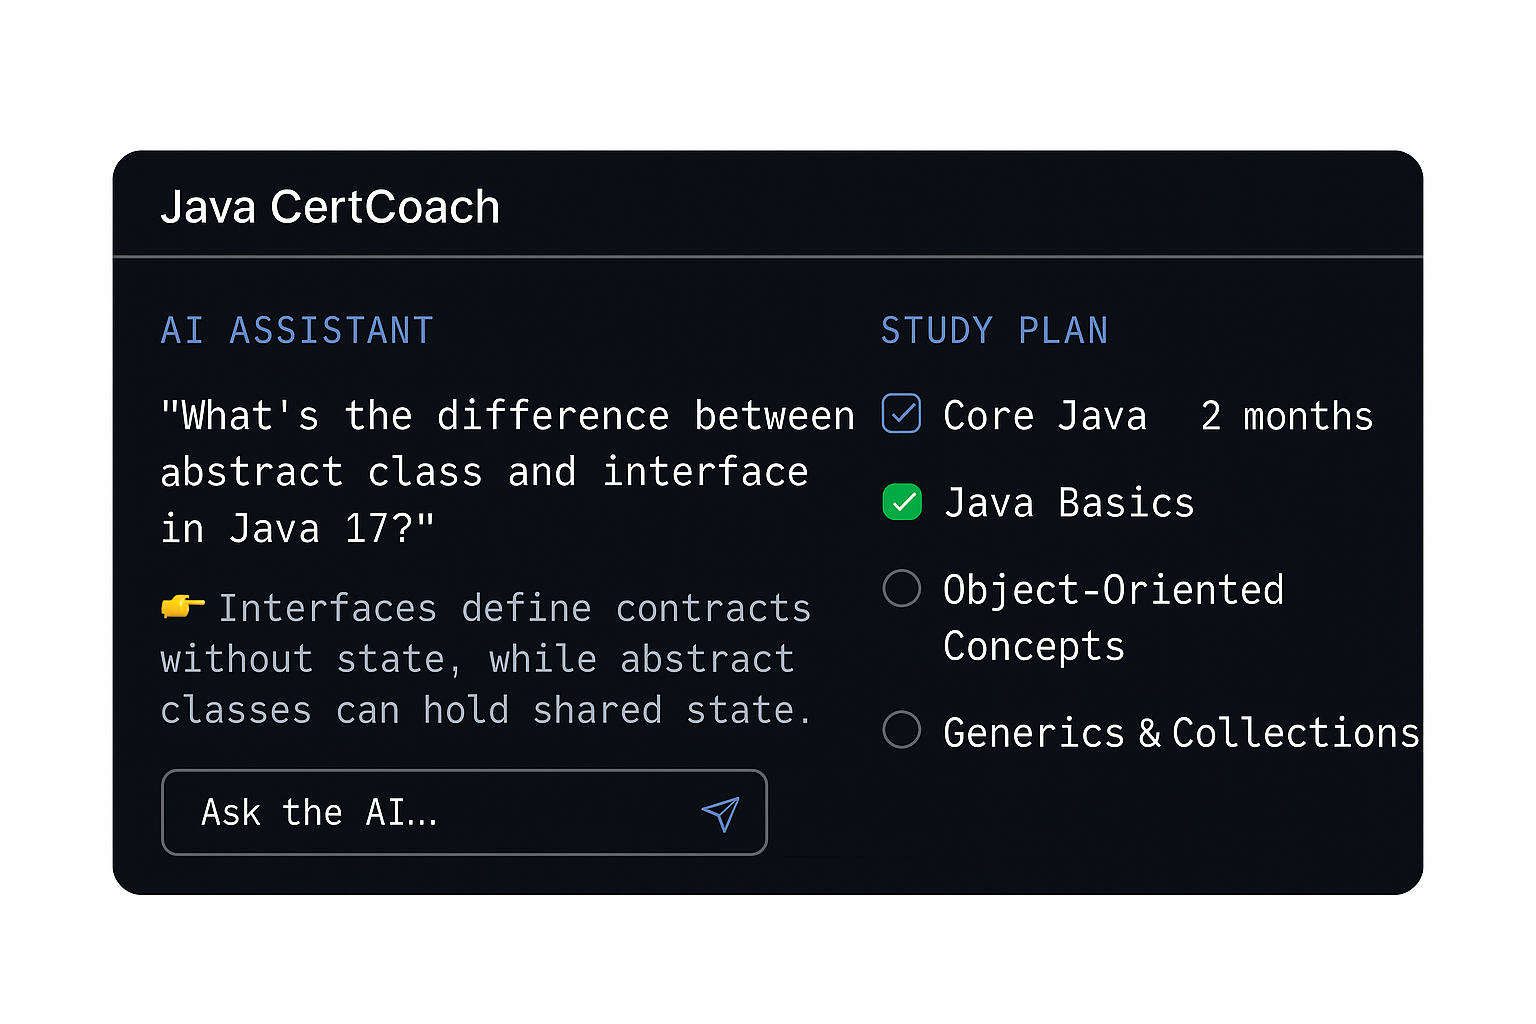 Java CertCoach
AI ASSISTANT
"What's the difference between
abstract class and interface
in Java 17?"
👉 Interfaces define contracts
without state, while abstract
classes can hold shared state.
Ask the AI...
STUDY PLAN
Core Java 2 months
Java Basics
Object-Oriented
Concepts
Generics & Collections